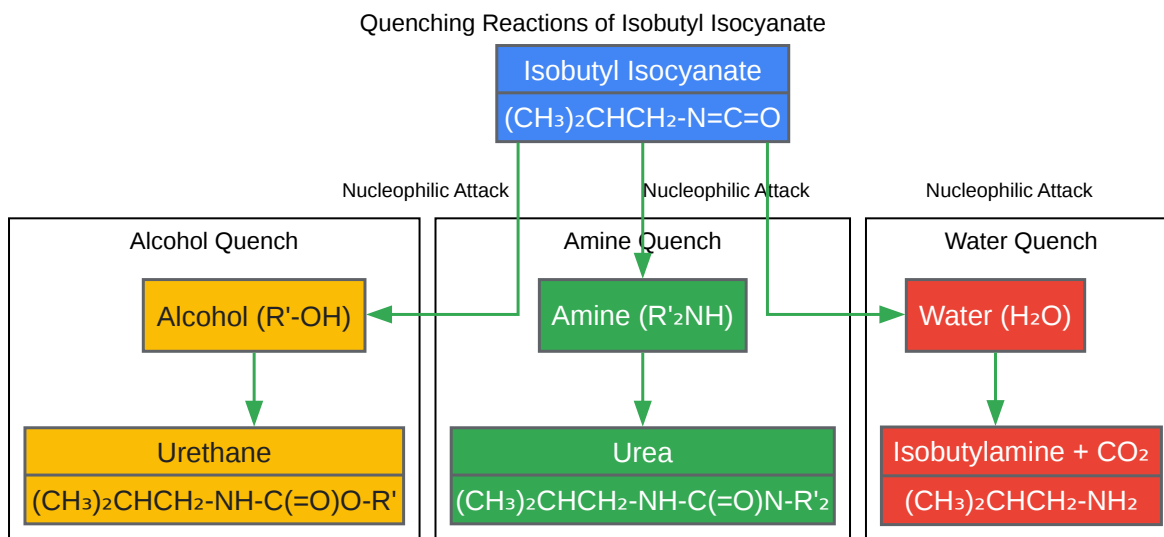 Quenching Reactions of Isobutyl Isocyanate
Isobutyl Isocyanate
(CH₃)₂CHCH₂-N=C=O
Nucleophilic Attack
Nucleophilic Attack
Nucleophilic Attack
Alcohol Quench
Amine Quench
Water Quench
Alcohol (R'-OH)
Amine (R'₂NH)
Water (H₂O)
Urethane
(CH₃)₂CHCH₂-NH-C(=O)O-R'
Urea
(CH₃)₂CHCH₂-NH-C(=O)N-R'₂
Isobutylamine + CO₂
(CH₃)₂CHCH₂-NH₂